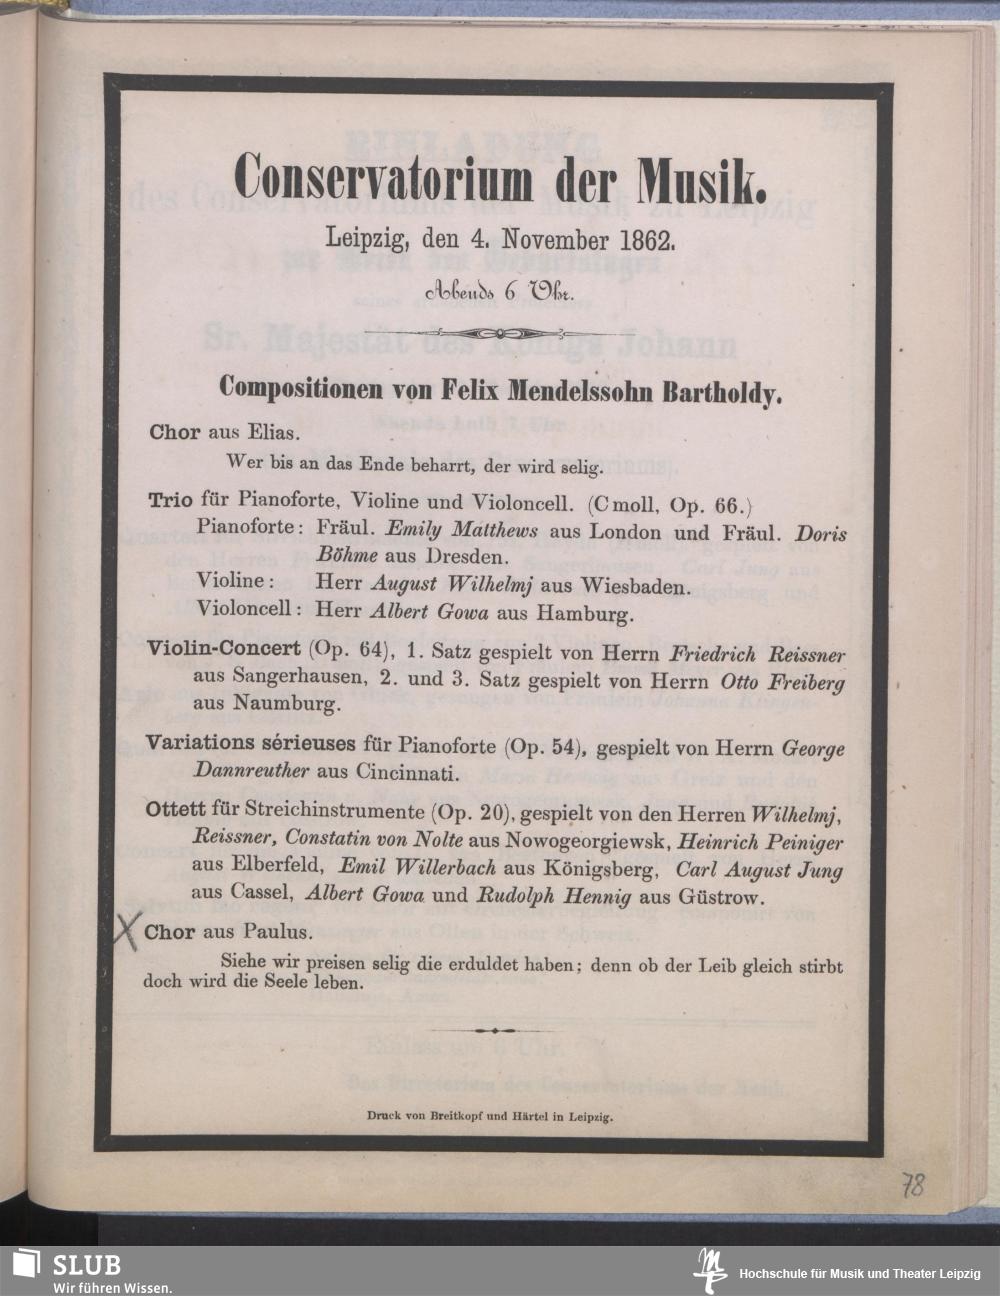 Conservatorium der Musik.
Leipzig, den 4. November 1862.
Abends 6 Uhr.
Compositionen von Felix Mendelssohn Bartholdy.
Chor aus Elias.
Wer bis an das Ende beharrt, der wird selig.
Trio für Pianoforte, Violine und Violoncell. (C moll, Op. 66.)
Pianoforte: Fräul. Emily Matthews aus London und Fräul. Doris
Böhme aus Dresden.
Violine: Herr August Wilhelmj aus Wiesbaden.
Violoncell: Herr Albert Gowa aus Hamburg.
Violin-Concert (Op. 64), 1. Satz gespielt von Herrn Friedrich Reissner
aus Sangerhausen, 2. und 3. Satz gespielt von Herrn Otto Freiberg
aus Naumburg.
Variations sérieuses für Pianoforte (Op. 54), gespielt von Herrn George
Dannreuther aus Cincinnati.
Ottett für Streichinstrumente (Op. 20), gespielt von den Herren Wilhelmj,
Reissner, Constatin von Nolte aus Nowogeorgiewsk, Heinrich Peiniger
aus Elberfeld, Emil Willerbach aus Königsberg, Carl August Jung
aus Cassel, Albert Gowa und Rudolph Hennig aus Güstrow.
Chor aus Paulus.
Siehe wir preisen selig die erduldet haben; denn ob der Leib gleich stirbt
doch wird die Seele leben.
Druck von Breitkopf und Härtel in Leipzig.
78
SLUB
Wir führen Wissen.
Hochschule für Musik und Theater Leipzig